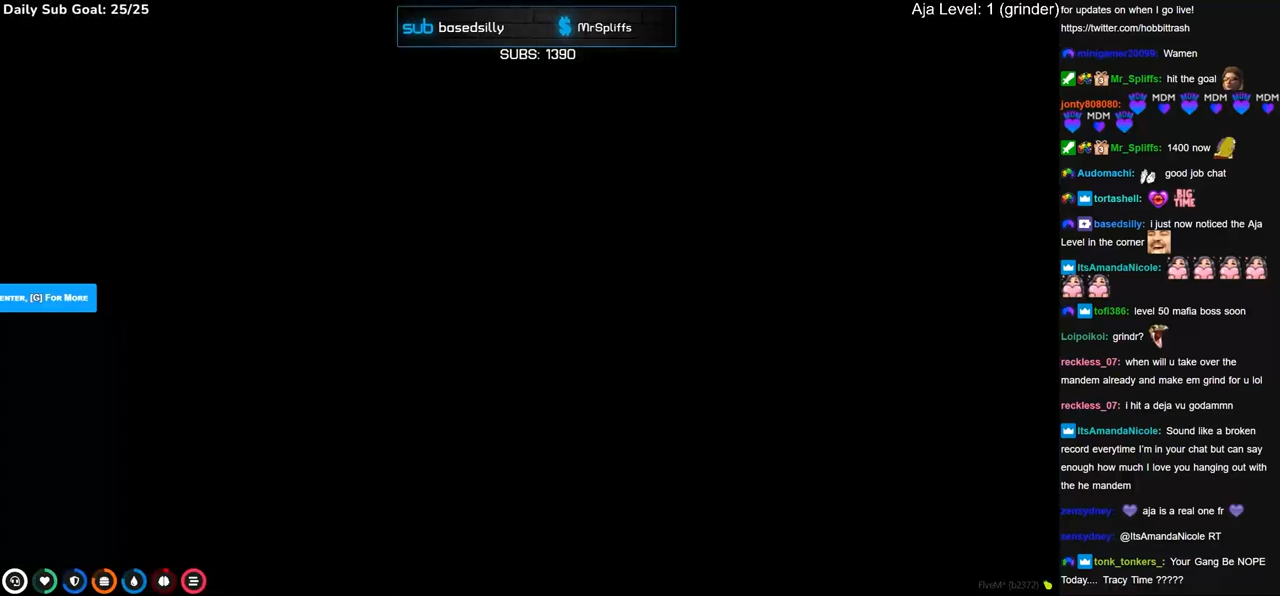 Daily Sub Goal: 25/25
sub basedsilly $ MrSpliffs
SUBS: 1390
Aja Level: 1 (grinder)
ENTER, [G] FOR MORE
FiveM* (b2372)
for updates on when I go live!
https://twitter.com/hobbittrash
minigamer20099: Wamen
Mr_Spliffs: hit the goal
jonty808080: MDM MDM MDM
MDM
Mr_Spliffs: 1400 now
Audomachi: good job chat
tortashell: BIG TIME
basedsilly: i just now noticed the Aja
Level in the corner
ItsAmandaNicole:
tofi386: level 50 mafia boss soon
Loipoikoi: grindr?
reckless_07: when will u take over the
mandem already and make em grind for u lol
reckless_07: i hit a deja vu godammn
ItsAmandaNicole: Sound like a broken
record everytime I'm in your chat but can say
enough how much I love you hanging out with
the he mandem
zensydney: aja is a real one fr
zensydney: @ItsAmandaNicole RT
tonk_tonkers_: Your Gang Be NOPE
Today.... Tracy Time ?????